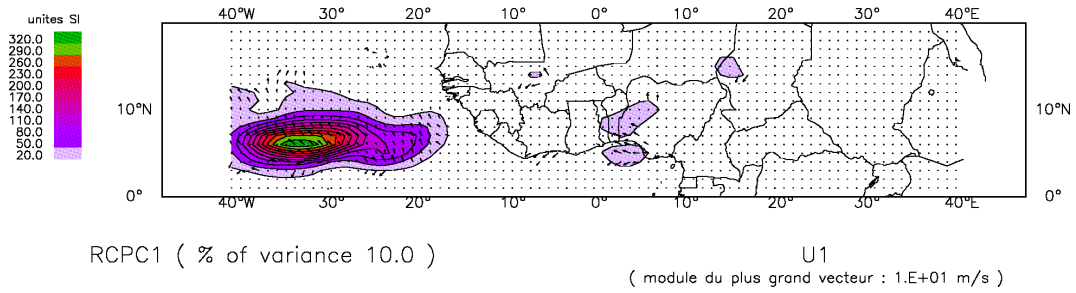 unites SI
320.0
290.0
260.0
230.0
200.0
170.0
140.0
110.0
80.0
50.0
20.0
40°W 30° 20° 10° 0° 10° 20° 30° 40°E
10°N 10°N
0° 0°
40°W 30° 20° 10° 0° 10° 20° 30° 40°E
RCPC1 ( % of variance 10.0 ) U1
( module du plus grand vecteur : 1.E+01 m/s )